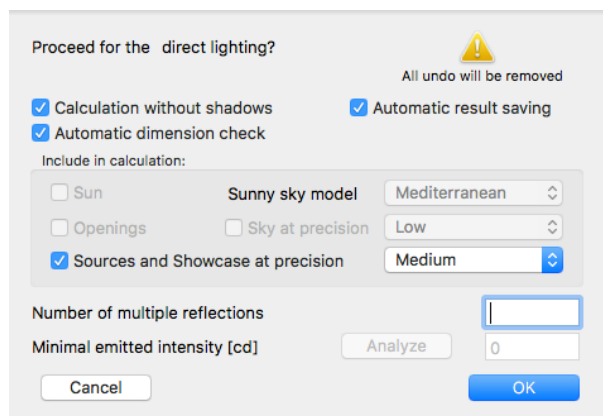 Proceed for the direct lighting?
All undo will be removed
Calculation without shadows Automatic result saving
Automatic dimension check
Include in calculation:
Sun Sunny sky model Mediterranean
Openings Sky at precision Low
Sources and Showcase at precision Medium
Number of multiple reflections
Minimal emitted intensity [cd] Analyze 0
Cancel OK